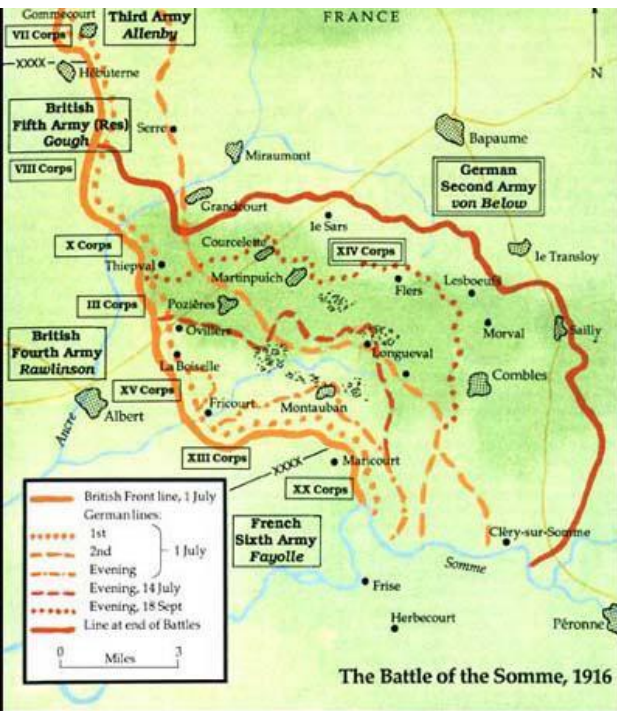 Gommecourt
Third Army
Allenby
FRANCE
VII Corps
XXXX
Hébuterne
N
British
Fifth Army (Res)
Gough
Serre
Bapaume
VIII Corps
Miraumont
German
Second Army
von Below
Grandcourt
le Sars
X Corps
Courcelette
XIV Corps
le Transloy
Thiepval
Martinpuich
Flers
Lesboeufs
III Corps
Pozières
Morval
Sailly
British
Fourth Army
Rawlinson
Ovillers
Longueval
La Boiselle
Combles
XV Corps
Albert
Ancre
Fricourt
Montauban
XIII Corps
XXXX
Maricourt
XX Corps
British Front line, 1 July
German lines:
1st
2nd
1 July
Evening
Evening, 14 July
Evening, 18 Sept
Line at end of Battles
0 3
Miles
French
Sixth Army
Fayolle
Cléry-sur-Somme
Somme
Frise
Herbecourt
Péronne
The Battle of the Somme, 1916